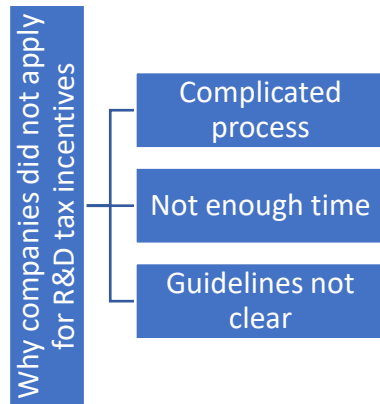 Why companies did not apply
for R&D tax incentives
Complicated
process
Not enough time
Guidelines not
clear